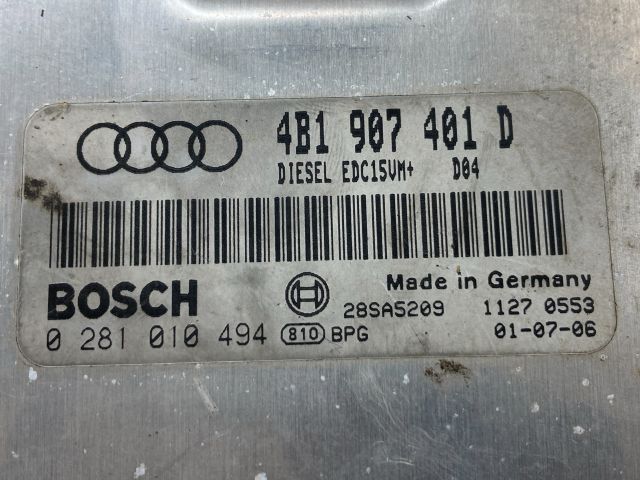 4B1 907 401 D
DIESEL EDC15VM+ D04
BOSCH
Made in Germany
28SA5209 1127 0553
0 281 010 494 810 BPG 01-07-06